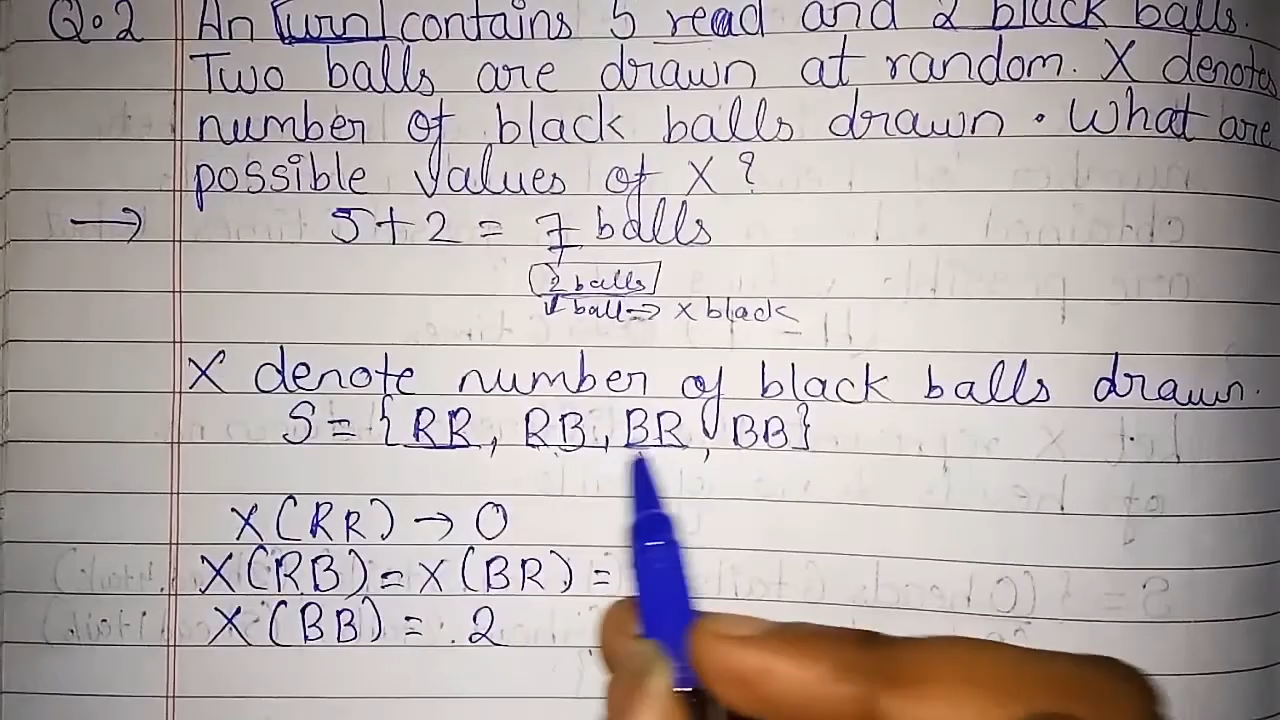 Q.2 An [urn] contains 5 read and 2 black balls.
Two balls are drawn at random. X denotes
number of black balls drawn. What are
possible values of X?
→ 5+2 = 7 balls
2 balls
ball => x black
X denote number of black balls drawn.
S = {RR, RB, BR, BB}
X(RR) → 0
X(RB) = X(BR) =
X(BB) = 2